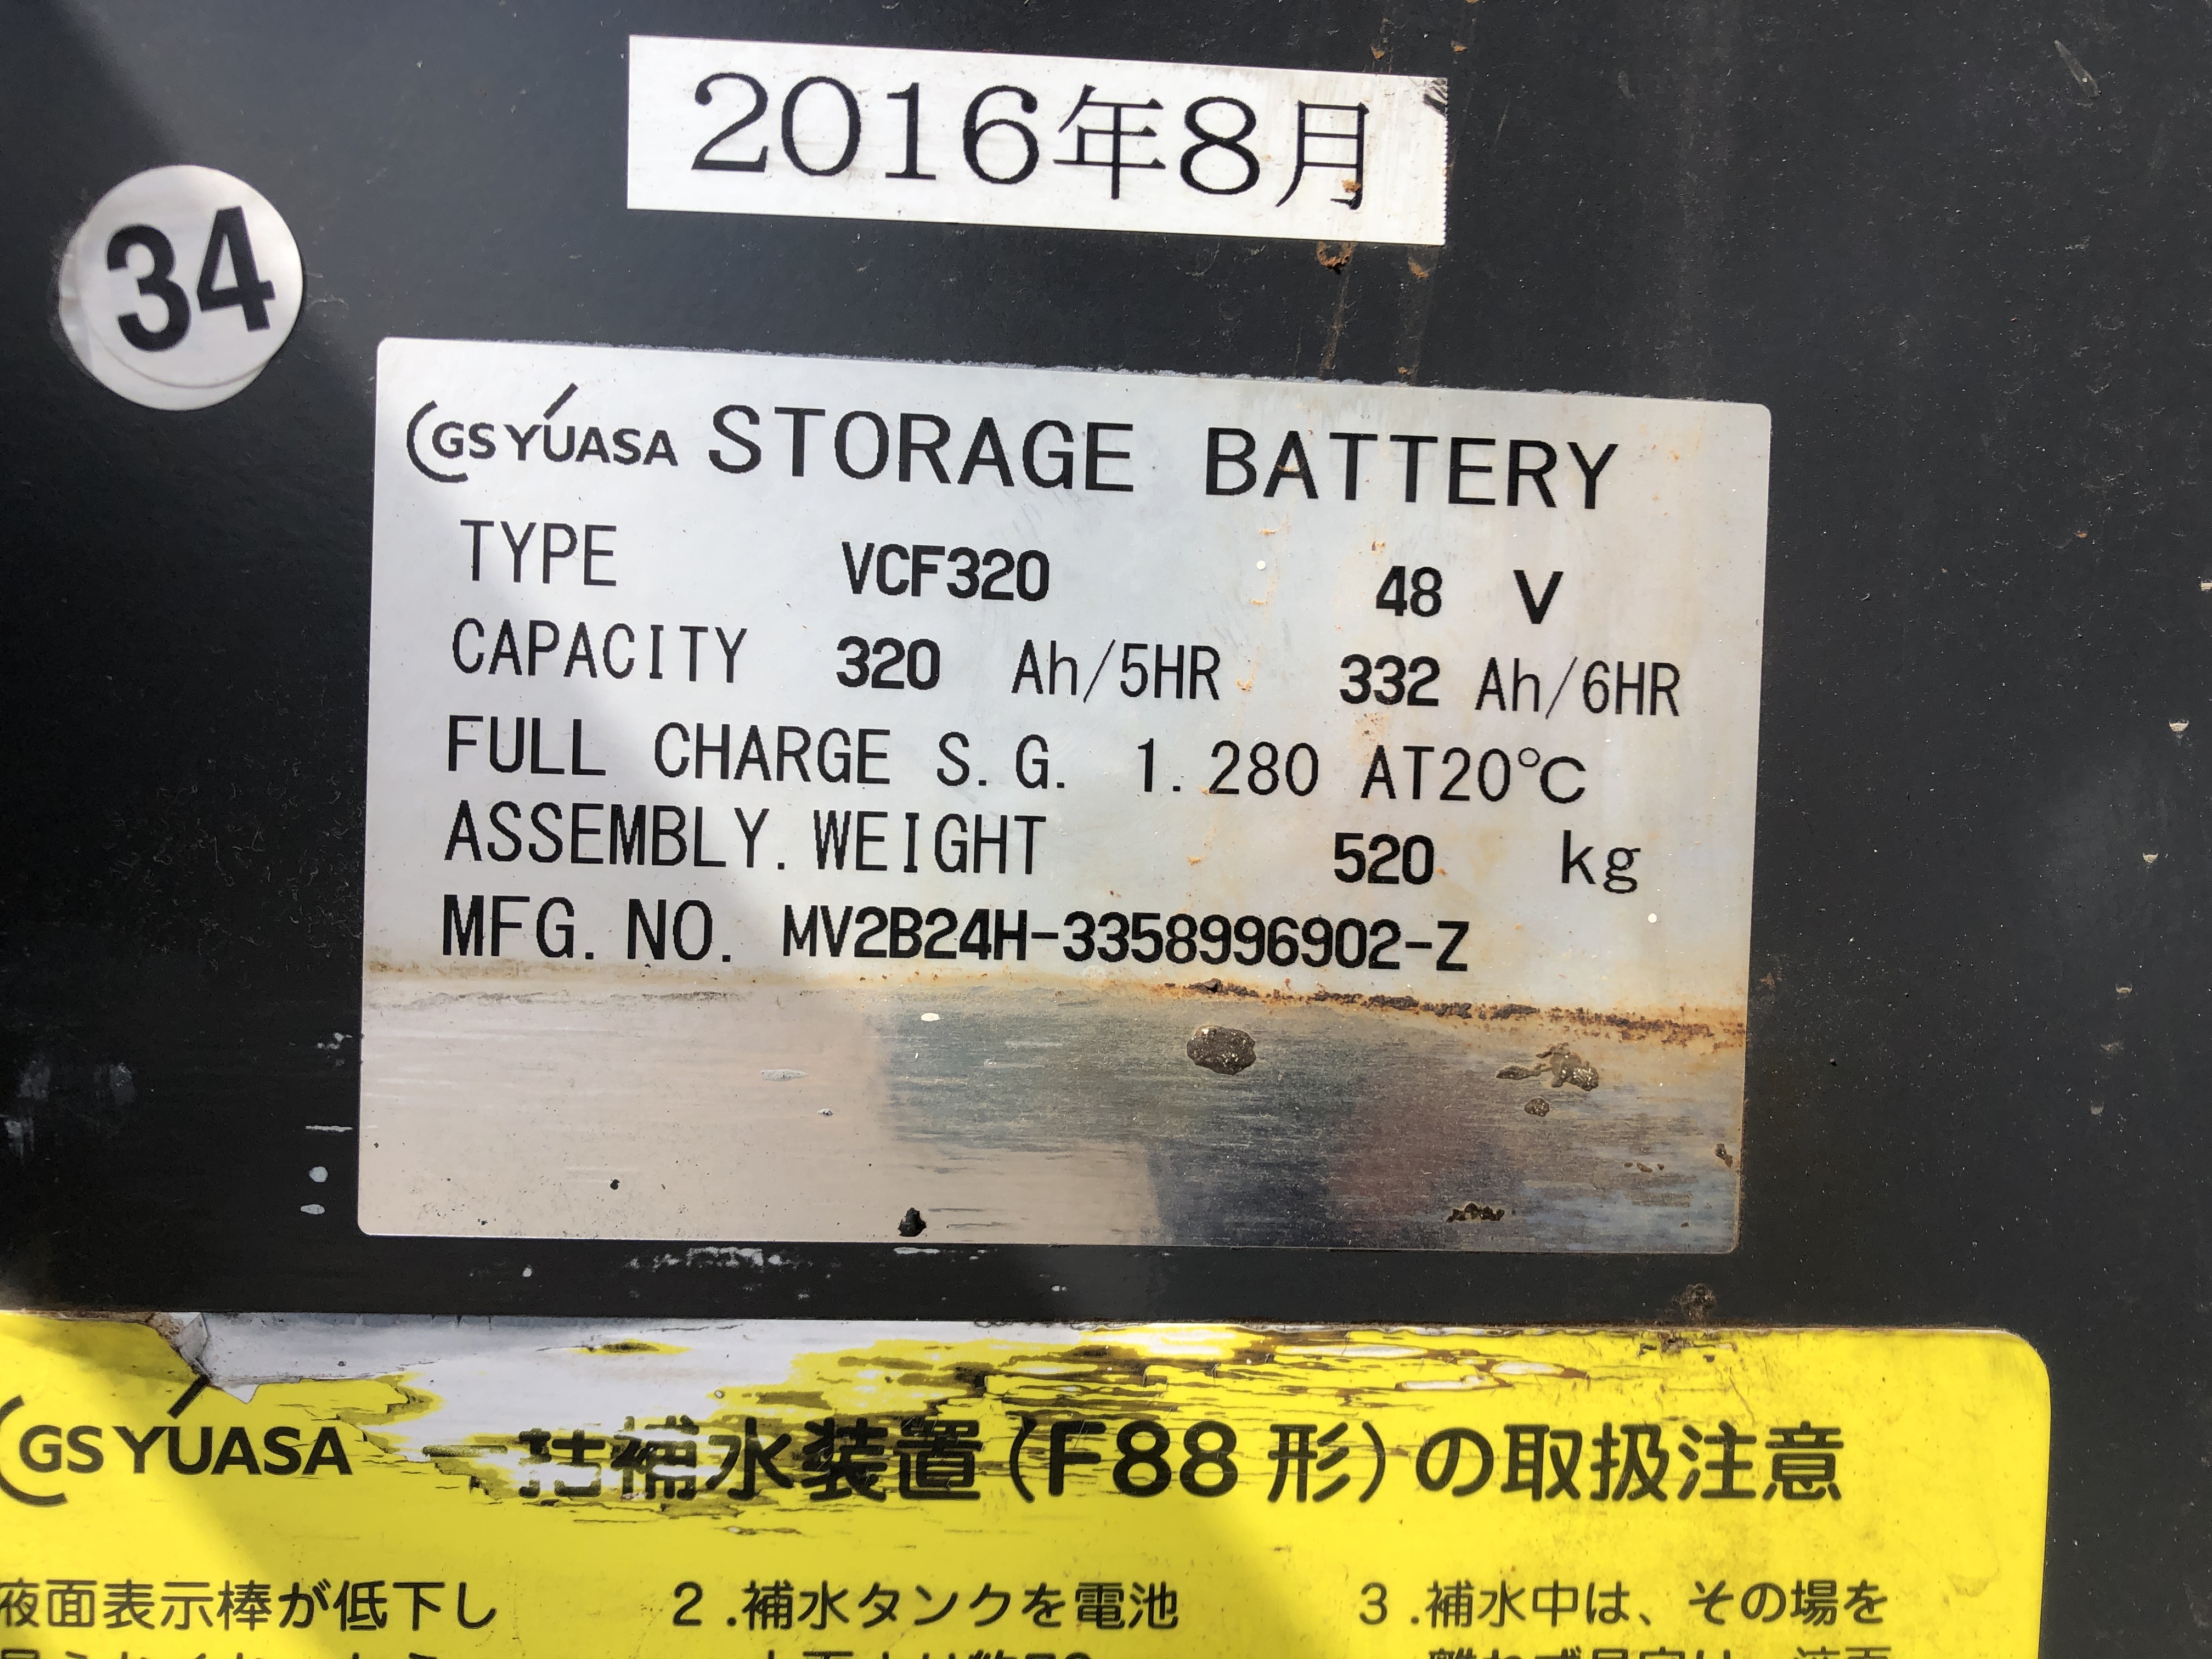 2016年8月
34
GS YUASA STORAGE BATTERY
TYPE VCF320 48 V
CAPACITY 320 Ah/5HR 332 Ah/6HR
FULL CHARGE S.G. 1.280 AT20℃
ASSEMBLY.WEIGHT 520 kg
MFG.NO. MV2B24H-3358996902-Z
GS YUASA 一括補水装置(F88形)の取扱注意
液面表示棒が低下し
2.補水タンクを電池
3.補水中は、その場を